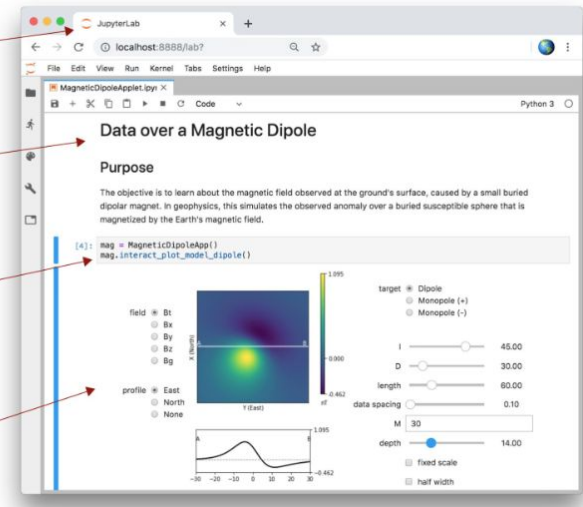 JupyterLab
localhost:8888/lab?
File Edit View Run Kernel Tabs Settings Help
MagneticDipoleApplet.ipyn
Code
Python 3
Data over a Magnetic Dipole
Purpose
The objective is to learn about the magnetic field observed at the ground's surface, caused by a small buried
dipolar magnet. In geophysics, this simulates the observed anomaly over a buried susceptible sphere that is
magnetized by the Earth's magnetic field.
[4]: mag = MagneticDipoleApp()
mag.interact_plot_model_dipole()
field Bt
Bx
By
Bz
Bg
profile East
North
None
X (North)
A B
Y (East)
1.095
0.000
-0.462
nT
A B
1.095
-0.462
-30 -20 -10 0 10 20 30
target Dipole
Monopole (+)
Monopole (-)
I 45.00
D 30.00
length 60.00
data spacing 0.10
M 30
depth 14.00
fixed scale
half width